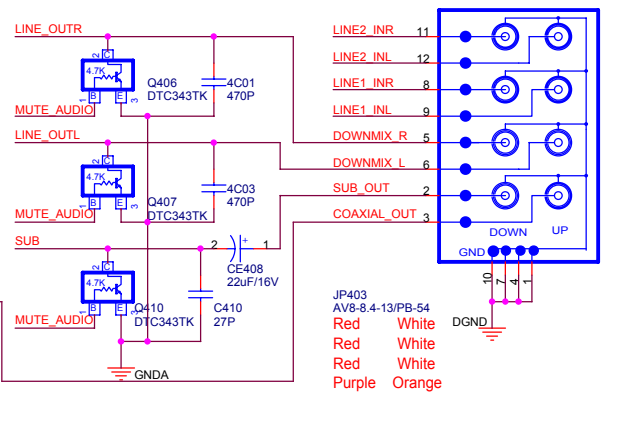 LINE_OUTR
2
C
4.7K
B
E
1
3
Q406
DTC343TK
4C01
470P
MUTE_AUDIO
LINE_OUTL
2
C
4.7K
B
E
1
3
Q407
DTC343TK
4C03
470P
MUTE_AUDIO
SUB
2
1
+
CE408
22uF/16V
2
C
4.7K
B
E
1
3
Q410
DTC343TK
C410
27P
MUTE_AUDIO
GNDA
LINE2_INR 11
LINE2_INL 12
LINE1_INR 8
LINE1_INL 9
DOWNMIX_R 5
DOWNMIX_L 6
SUB_OUT 2
COAXIAL_OUT 3
DOWN UP
GND
10 7 4 1
DGND
JP403
AV8-8.4-13/PB-54
Red White
Red White
Red White
Purple Orange